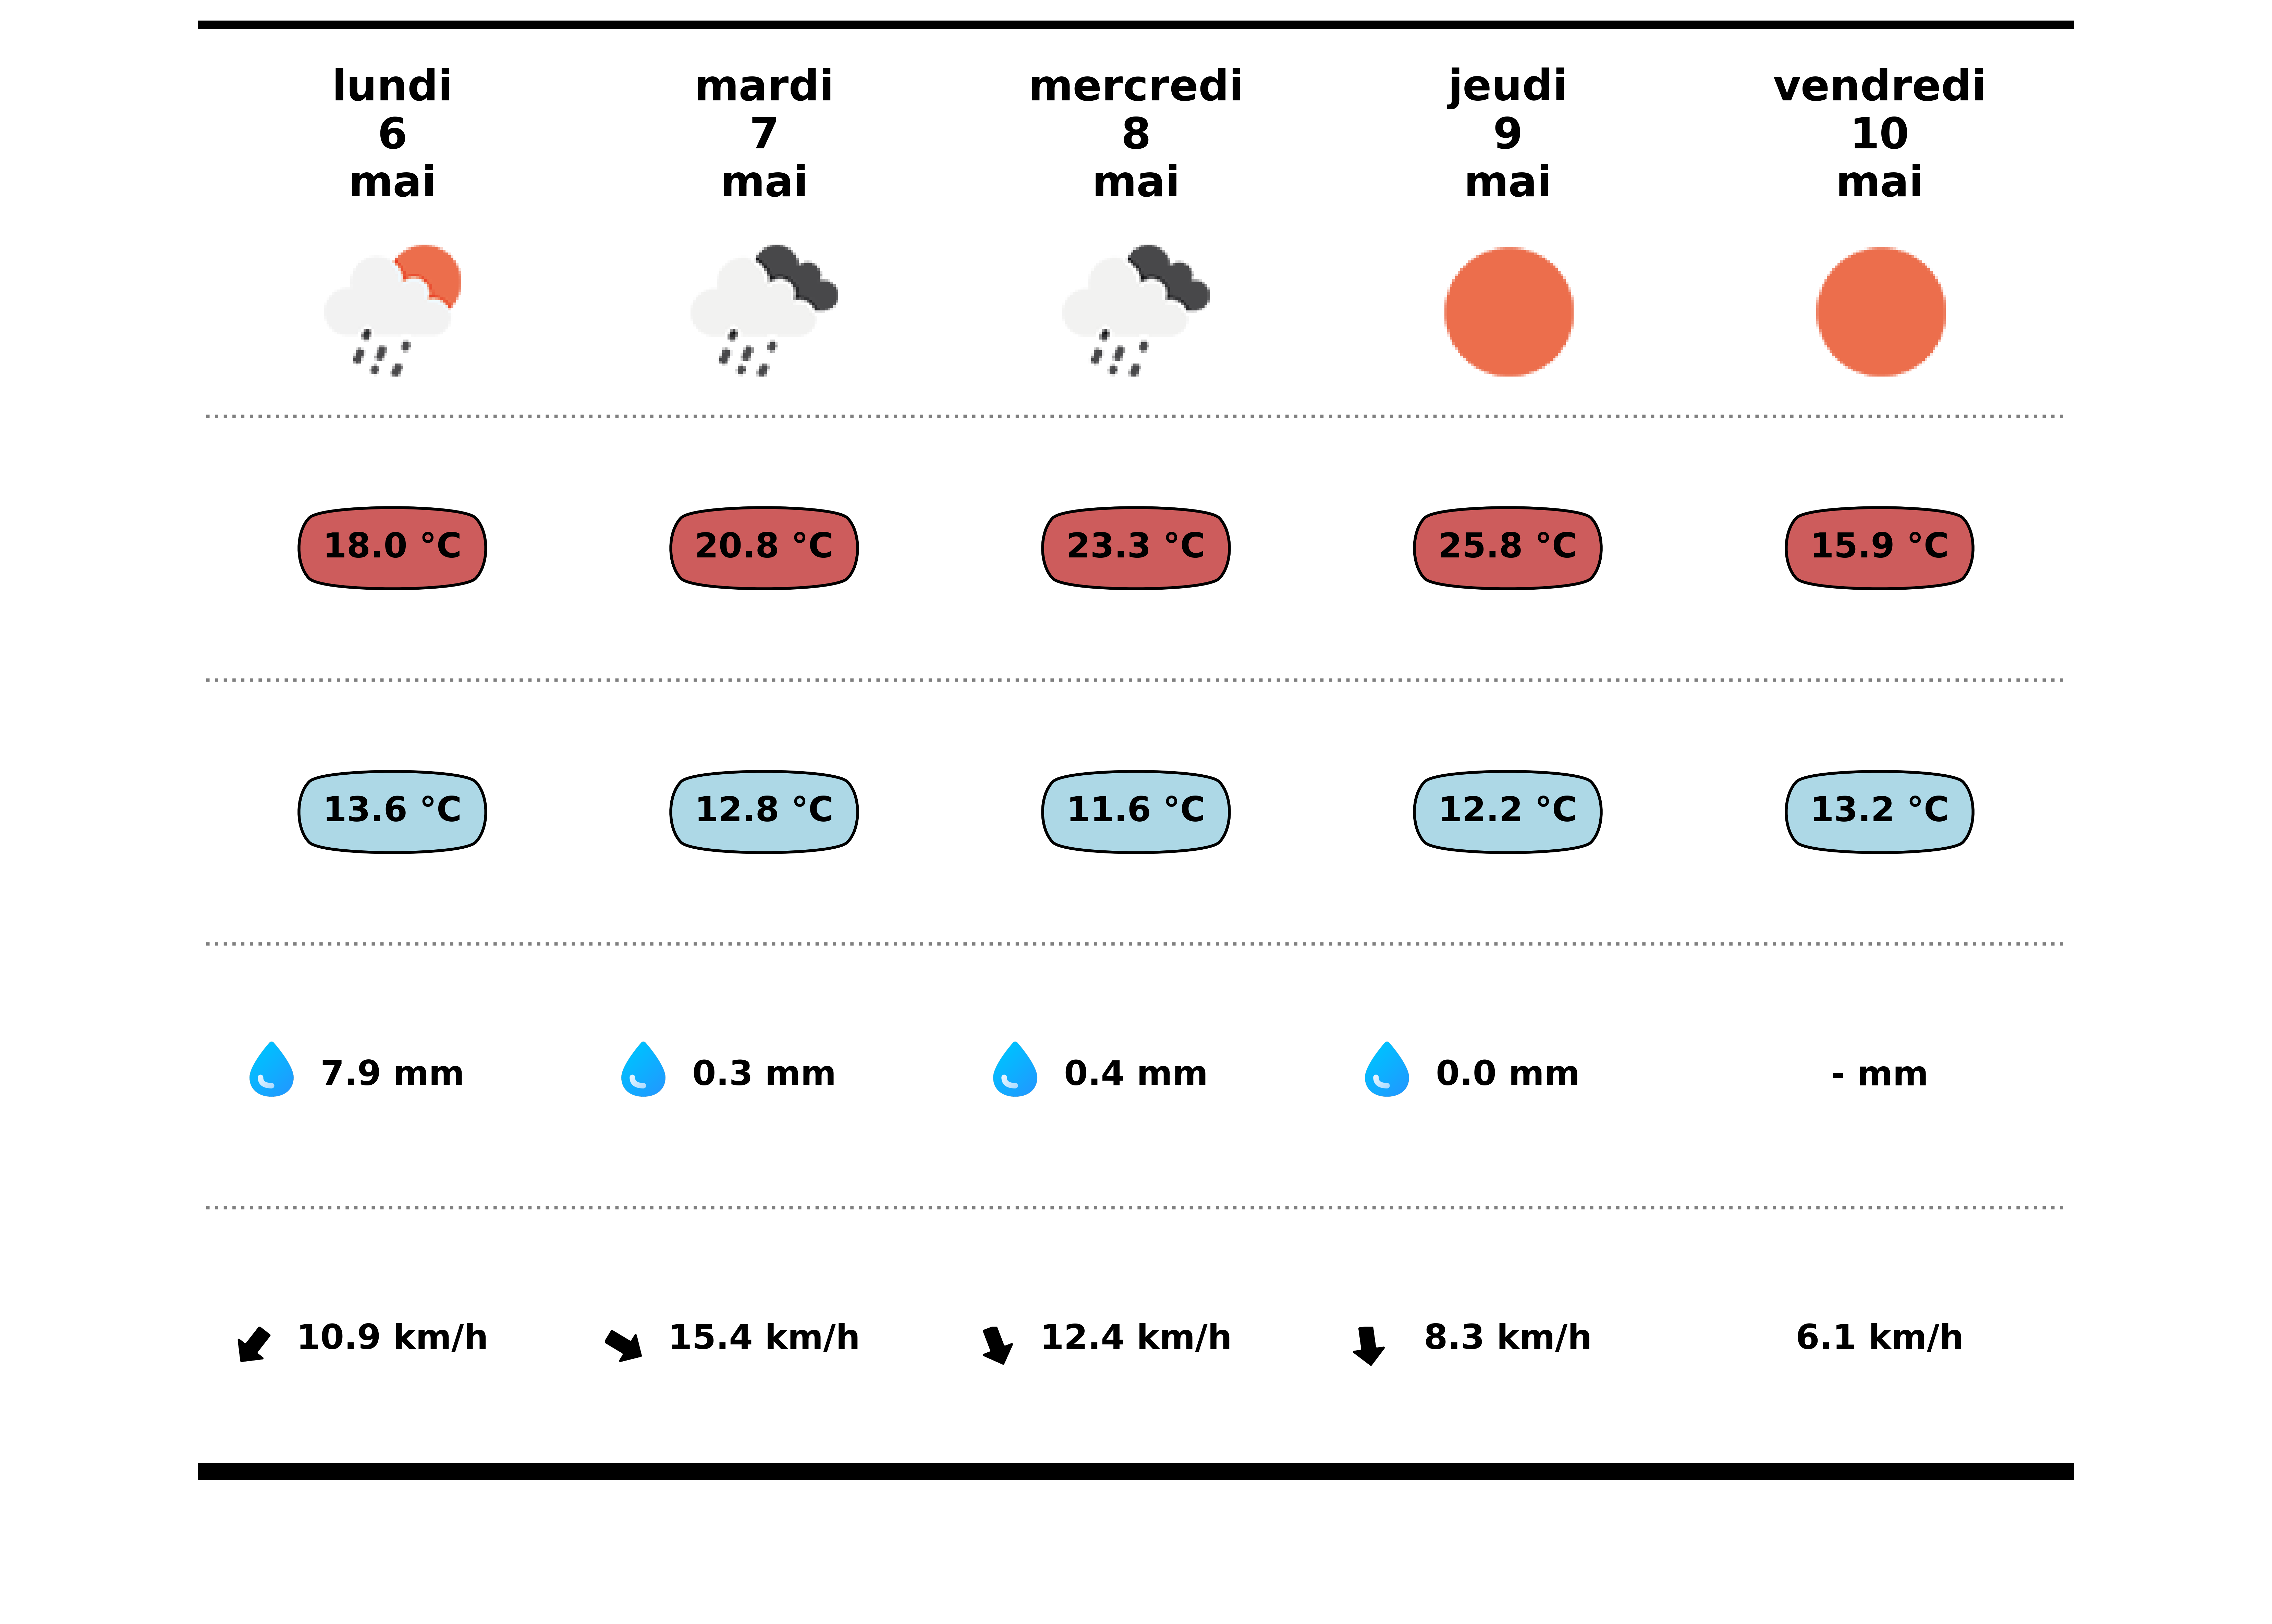 lundi
6
mai
mardi
7
mai
mercredi
8
mai
jeudi
9
mai
vendredi
10
mai
18.0 °C
20.8 °C
23.3 °C
25.8 °C
15.9 °C
13.6 °C
12.8 °C
11.6 °C
12.2 °C
13.2 °C
7.9 mm
0.3 mm
0.4 mm
0.0 mm
- mm
10.9 km/h
15.4 km/h
12.4 km/h
8.3 km/h
6.1 km/h